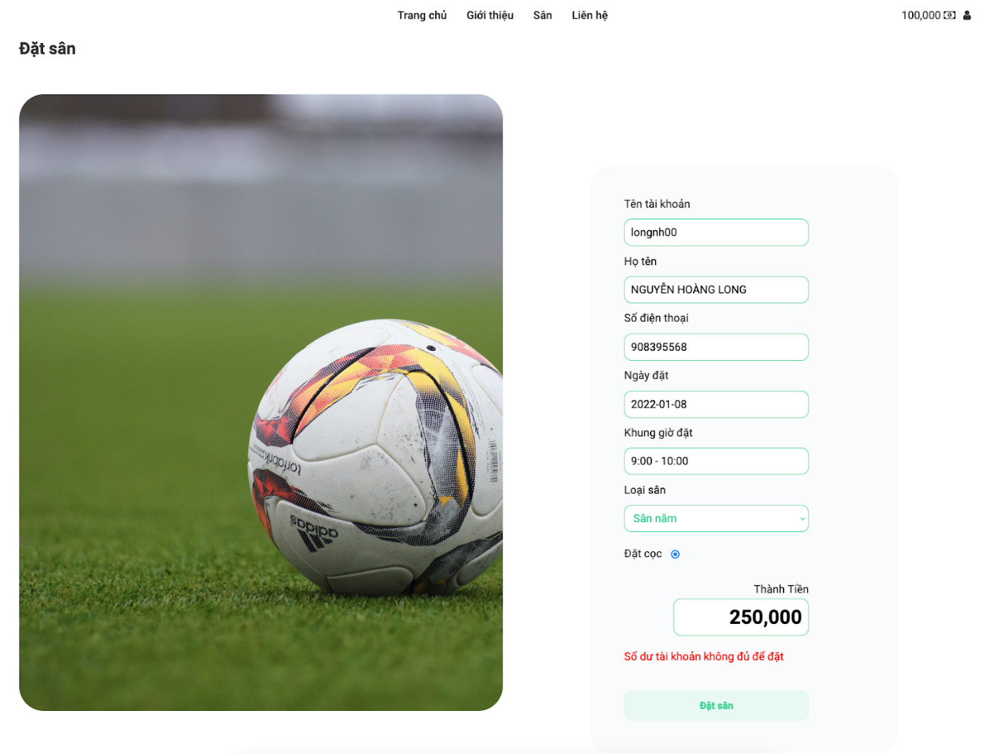 Trang chủ Giới thiệu Sân Liên hệ 100,000
Đặt sân
torfabrik
adidas
Tên tài khoản
longnh00
Họ tên
NGUYỄN HOÀNG LONG
Số điện thoại
908395568
Ngày đặt
2022-01-08
Khung giờ đặt
9:00 - 10:00
Loại sân
Sân năm
Đặt cọc
Thành Tiền
250,000
Số dư tài khoản không đủ để đặt
Đặt sân